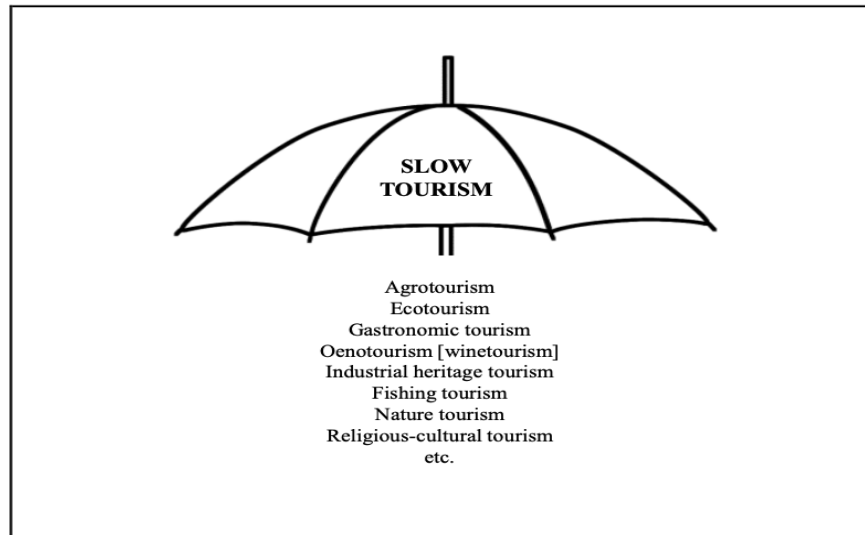 SLOW
TOURISM
Agrotourism
Ecotourism
Gastronomic tourism
Oenotourism [winetourism]
Industrial heritage tourism
Fishing tourism
Nature tourism
Religious-cultural tourism
etc.